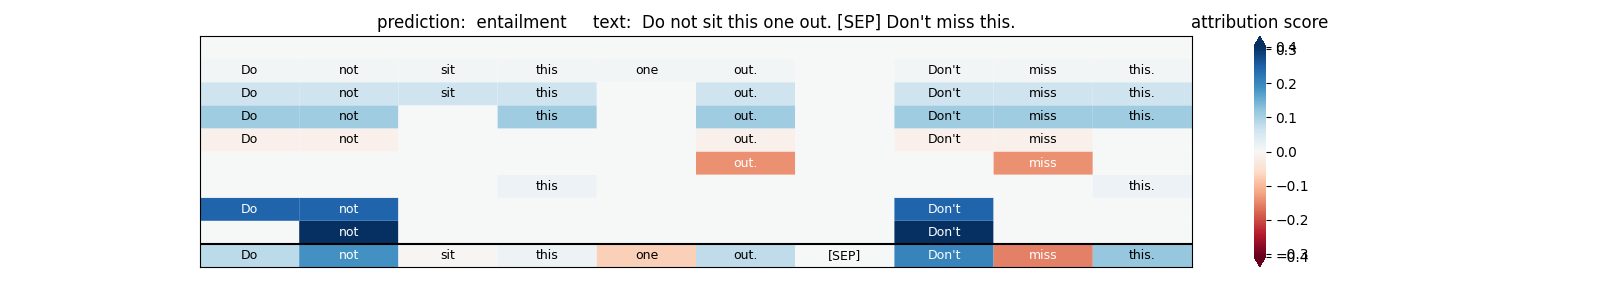 prediction:  entailment     text:  Do not sit this one out. [SEP] Don't miss this.
attribution score
Do not sit this one out. Don't miss this.
Do not sit this out. Don't miss this.
Do not this out. Don't miss this.
Do not out. Don't miss
out. miss
this this.
Do not Don't
not Don't
Do not sit this one out. [SEP] Don't miss this.
0.4
0.3
0.2
0.1
0.0
−0.1
−0.2
−0.3
−0.4